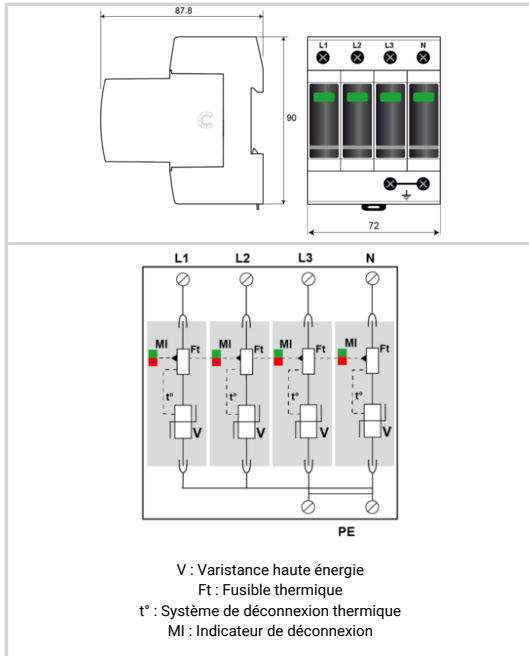 87.8
L1 L2 L3 N
90
72
L1 L2 L3 N
MI Ft MI Ft MI Ft MI Ft
t° t° t° t°
V V V V
PE
V : Varistance haute énergie
Ft : Fusible thermique
t° : Système de déconnexion thermique
MI : Indicateur de déconnexion